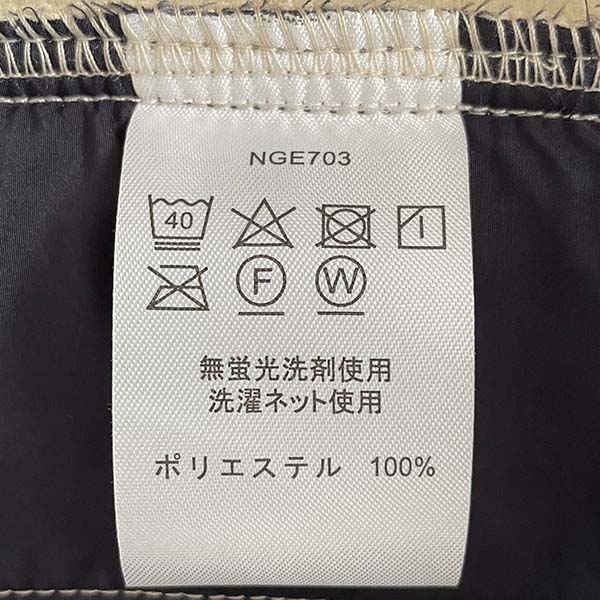 NGE703
40
F W
無蛍光洗剤使用
洗濯ネット使用
ポリエステル 100%